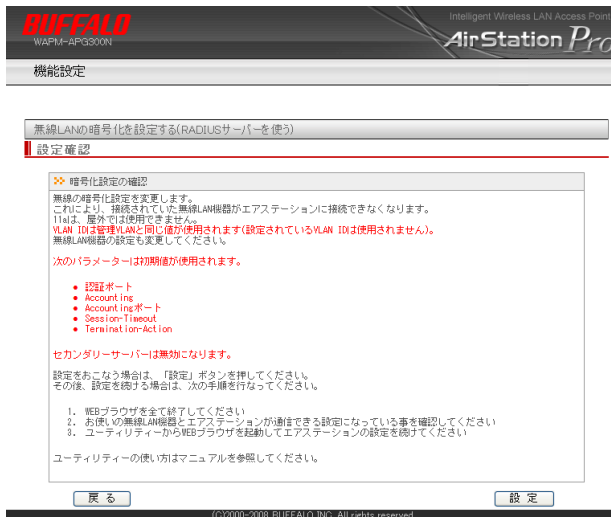 BUFFALO
WAPM-APG300N
Intelligent Wireless LAN Access Point
AirStation Pro
機能設定
無線LANの暗号化を設定する(RADIUSサーバーを使う)
設定確認
暗号化設定の確認
無線の暗号化設定を変更します。
これにより、接続されていた無線LAN機器がエアステーションに接続できなくなります。
11aは、屋外では使用できません。
VLAN IDは管理VLANと同じ値が使用されます(設定されているVLAN IDは使用されません)。
無線LAN機器の設定も変更してください。
次のパラメーターは初期値が使用されます。
● 認証ポート
● Accounting
● Accountingポート
● Session-Timeout
● Termination-Action
セカンダリーサーバーは無効になります。
設定をおこなう場合は、「設定」ボタンを押してください。
その後、設定を続ける場合は、次の手順を行なってください。
1. WEBブラウザを全て終了してください
2. お使いの無線LAN機器とエアステーションが通信できる設定になっている事を確認してください
3. ユーティリティーからWEBブラウザを起動してエアステーションの設定を続けてください
ユーティリティーの使い方はマニュアルを参照してください。
戻る 設定
(C)2000-2008 BUFFALO INC. All rights reserved.